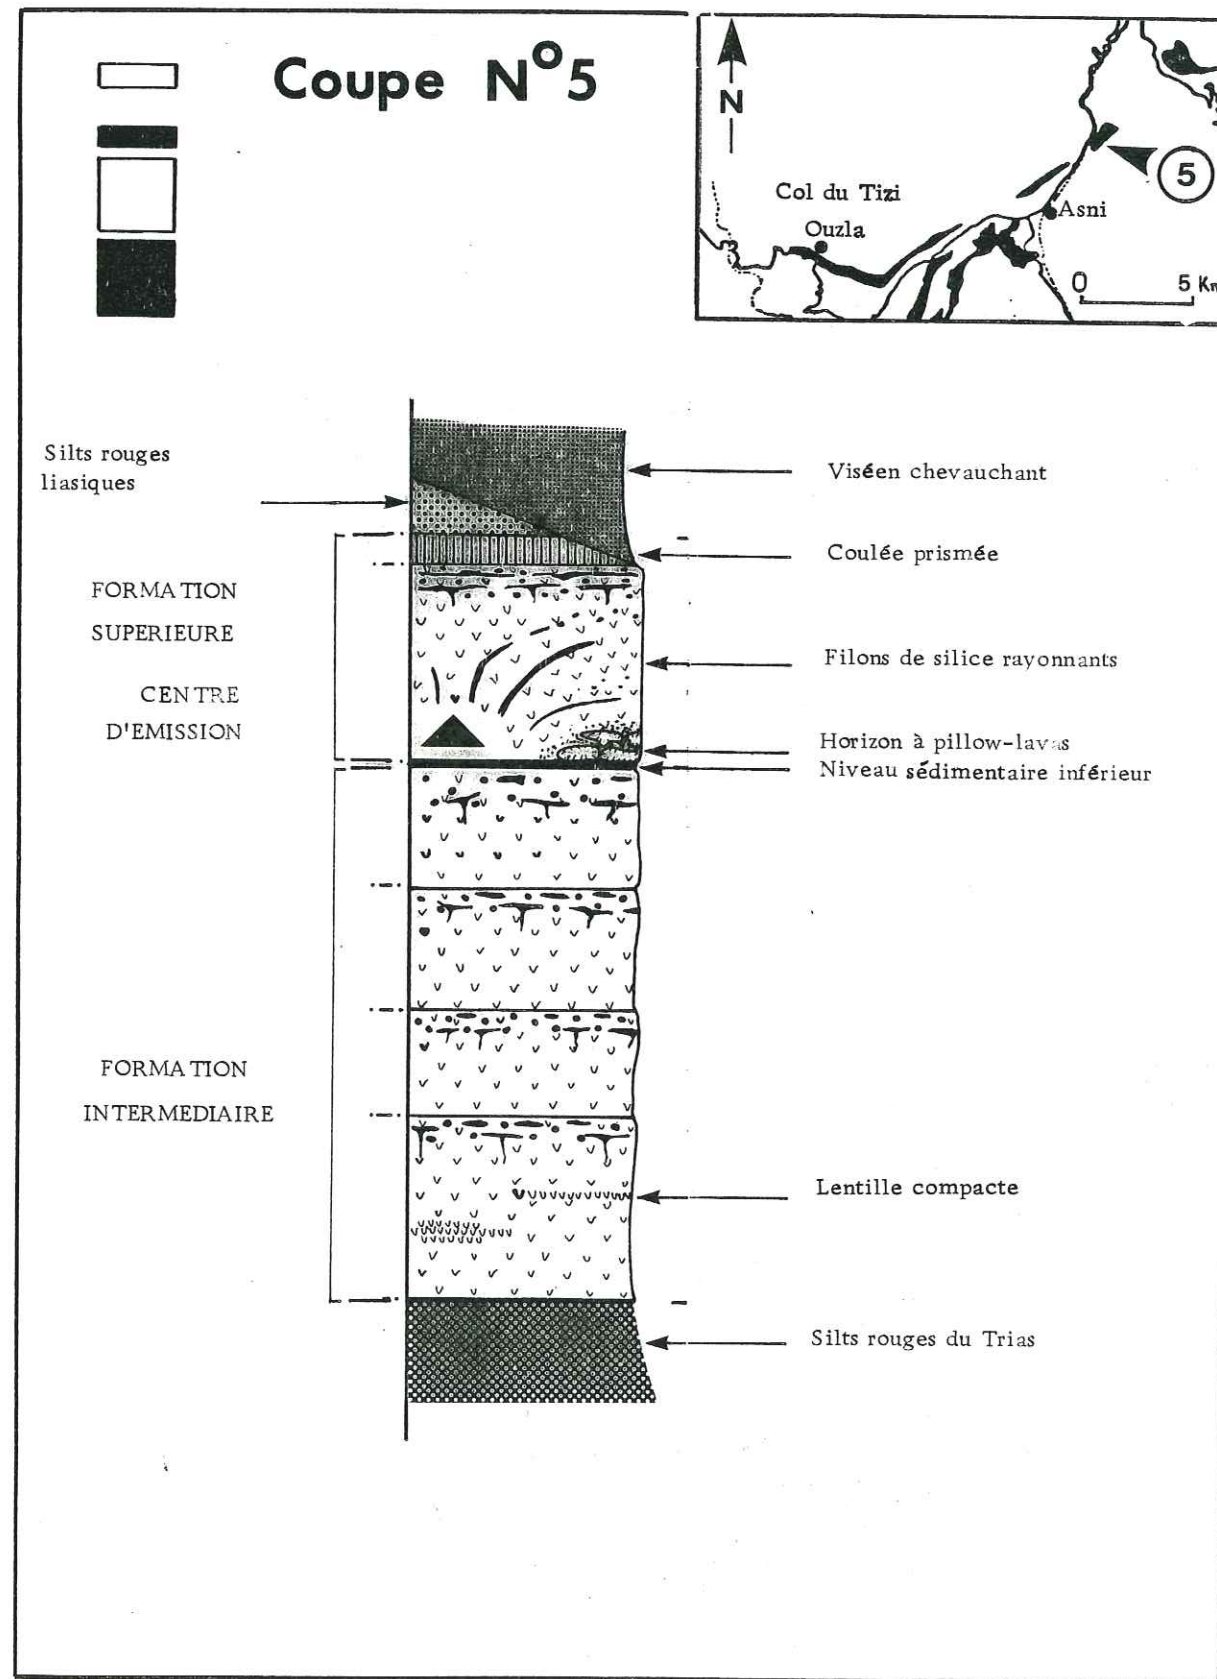 Coupe N°5
N
5
Col du Tizi
Ouzla
Asni
0 5 Km
Silts rouges
liasiques
Viséen chevauchant
Coulée prismée
FORMATION
SUPERIEURE
CENTRE
D'EMISSION
Filons de silice rayonnants
Horizon à pillow-lavas
Niveau sédimentaire inférieur
FORMATION
INTERMEDIAIRE
Lentille compacte
Silts rouges du Trias